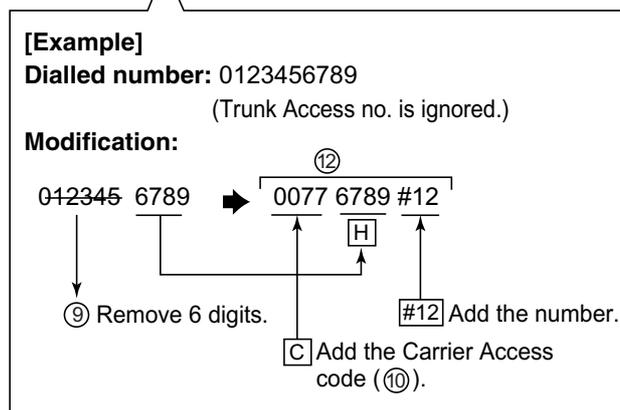 [Example]
Dialled number: 0123456789
(Trunk Access no. is ignored.)
Modification:
⑫
012345 6789 ➡ 0077 6789 #12
H
⑨ Remove 6 digits.
#12 Add the number.
C Add the Carrier Access
code (⑩).